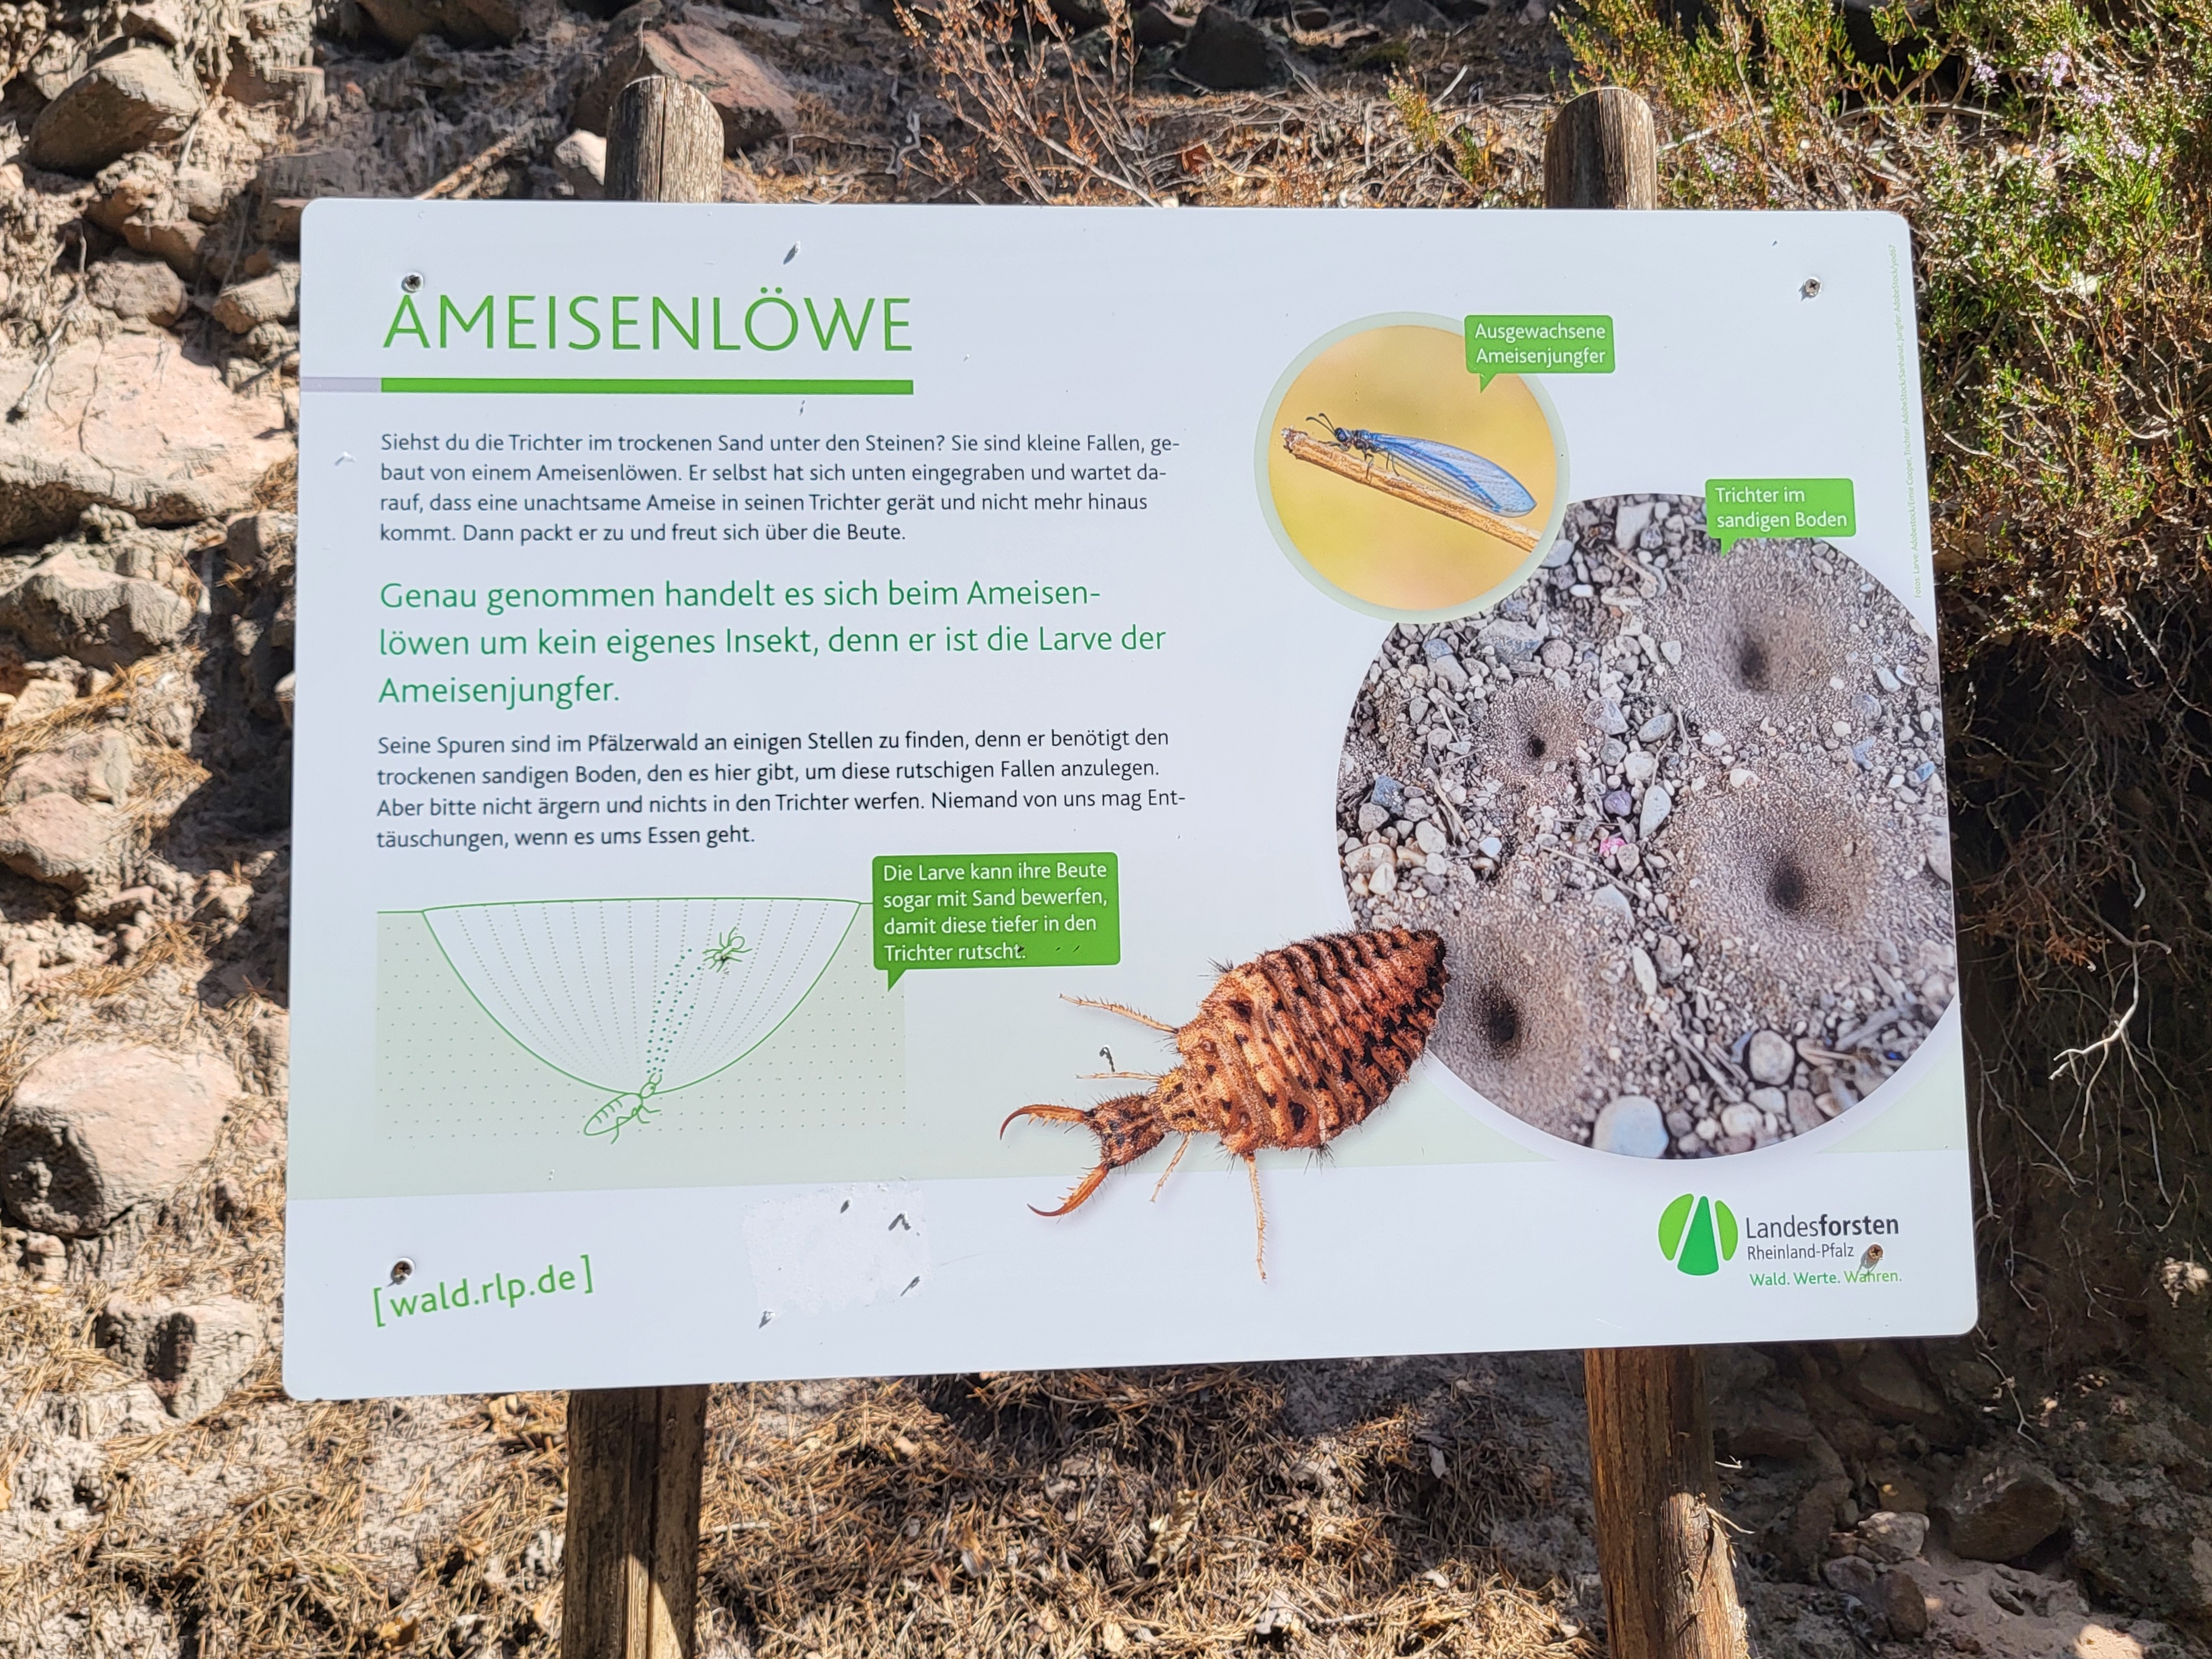 AMEISENLÖWE
Siehst du die Trichter im trockenen Sand unter den Steinen? Sie sind kleine Fallen, ge-
baut von einem Ameisenlöwen. Er selbst hat sich unten eingegraben und wartet da-
rauf, dass eine unachtsame Ameise in seinen Trichter gerät und nicht mehr hinaus
kommt. Dann packt er zu und freut sich über die Beute.
Genau genommen handelt es sich beim Ameisen-
löwen um kein eigenes Insekt, denn er ist die Larve der
Ameisenjungfer.
Seine Spuren sind im Pfälzerwald an einigen Stellen zu finden, denn er benötigt den
trockenen sandigen Boden, den es hier gibt, um diese rutschigen Fallen anzulegen.
Aber bitte nicht ärgern und nichts in den Trichter werfen. Niemand von uns mag Ent-
täuschungen, wenn es ums Essen geht.
Die Larve kann ihre Beute
sogar mit Sand bewerfen,
damit diese tiefer in den
Trichter rutscht.
Ausgewachsene
Ameisenjungfer
Trichter im
sandigen Boden
[wald.rlp.de]
Landesforsten
Rheinland-Pfalz
Wald. Werte. Wahren.